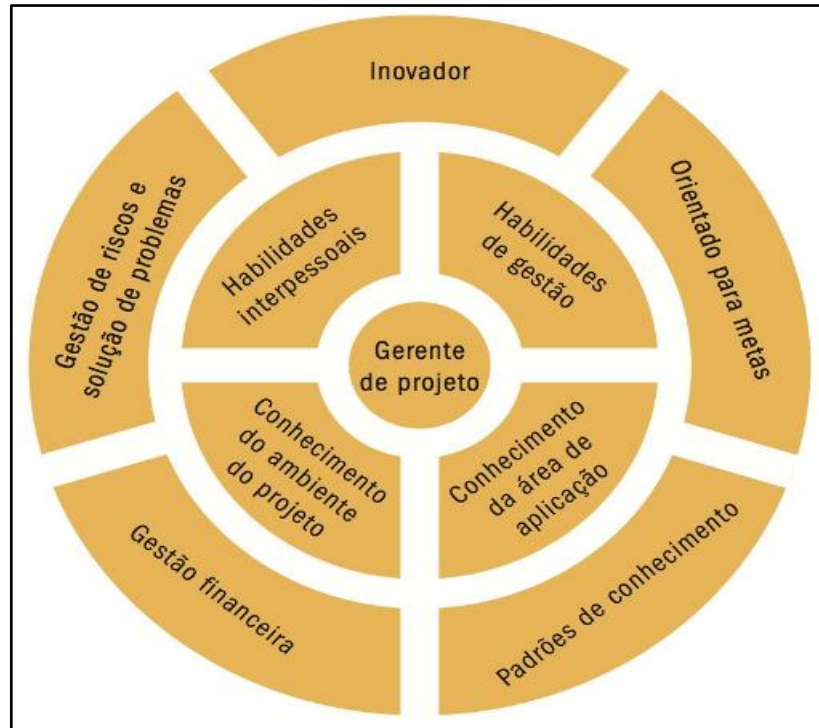 Inovador
Gestão de riscos e
solução de problemas
Orientado para metas
Habilidades
interpessoais
Habilidades
de gestão
Gerente
de projeto
Conhecimento
do ambiente
do projeto
Conhecimento
da área de
aplicação
Gestão financeira
Padrões de conhecimento